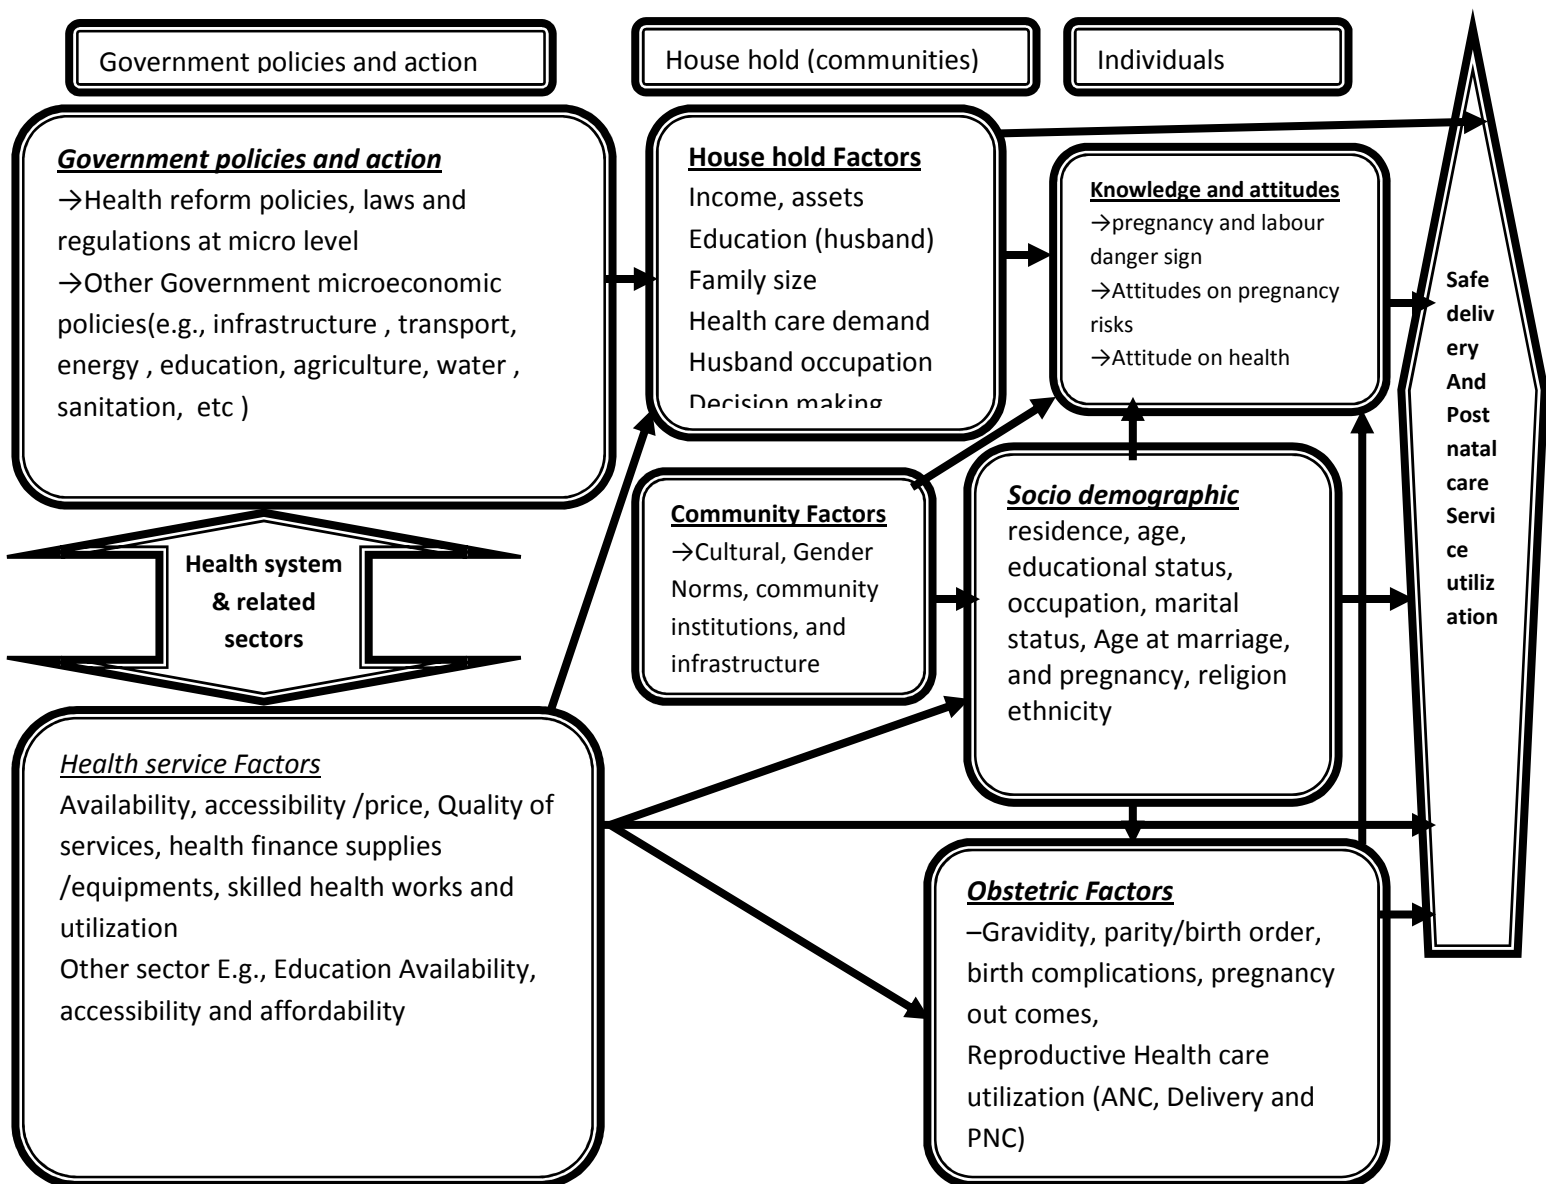 Government policies and action
House hold (communities)
Individuals
Government policies and action
→Health reform policies, laws and
regulations at micro level
→Other Government microeconomic
policies(e.g., infrastructure , transport,
energy , education, agriculture, water ,
sanitation,  etc )
House hold Factors
Income, assets
Education (husband)
Family size
Health care demand
Husband occupation
Decision making
Knowledge and attitudes
→pregnancy and labour
danger sign
→Attitudes on pregnancy
risks
→Attitude on health
Safe
deliv
ery
And
Post
natal
care
Servi
ce
utiliz
ation
Health system
& related
sectors
Community Factors
→Cultural, Gender
Norms, community
institutions, and
infrastructure
Socio demographic
residence, age,
educational status,
occupation, marital
status, Age at marriage,
and pregnancy, religion
ethnicity
Health service Factors
Availability, accessibility /price, Quality of
services, health finance supplies
/equipments, skilled health works and
utilization
Other sector E.g., Education Availability,
accessibility and affordability
Obstetric Factors
–Gravidity, parity/birth order,
birth complications, pregnancy
out comes,
Reproductive Health care
utilization (ANC, Delivery and
PNC)